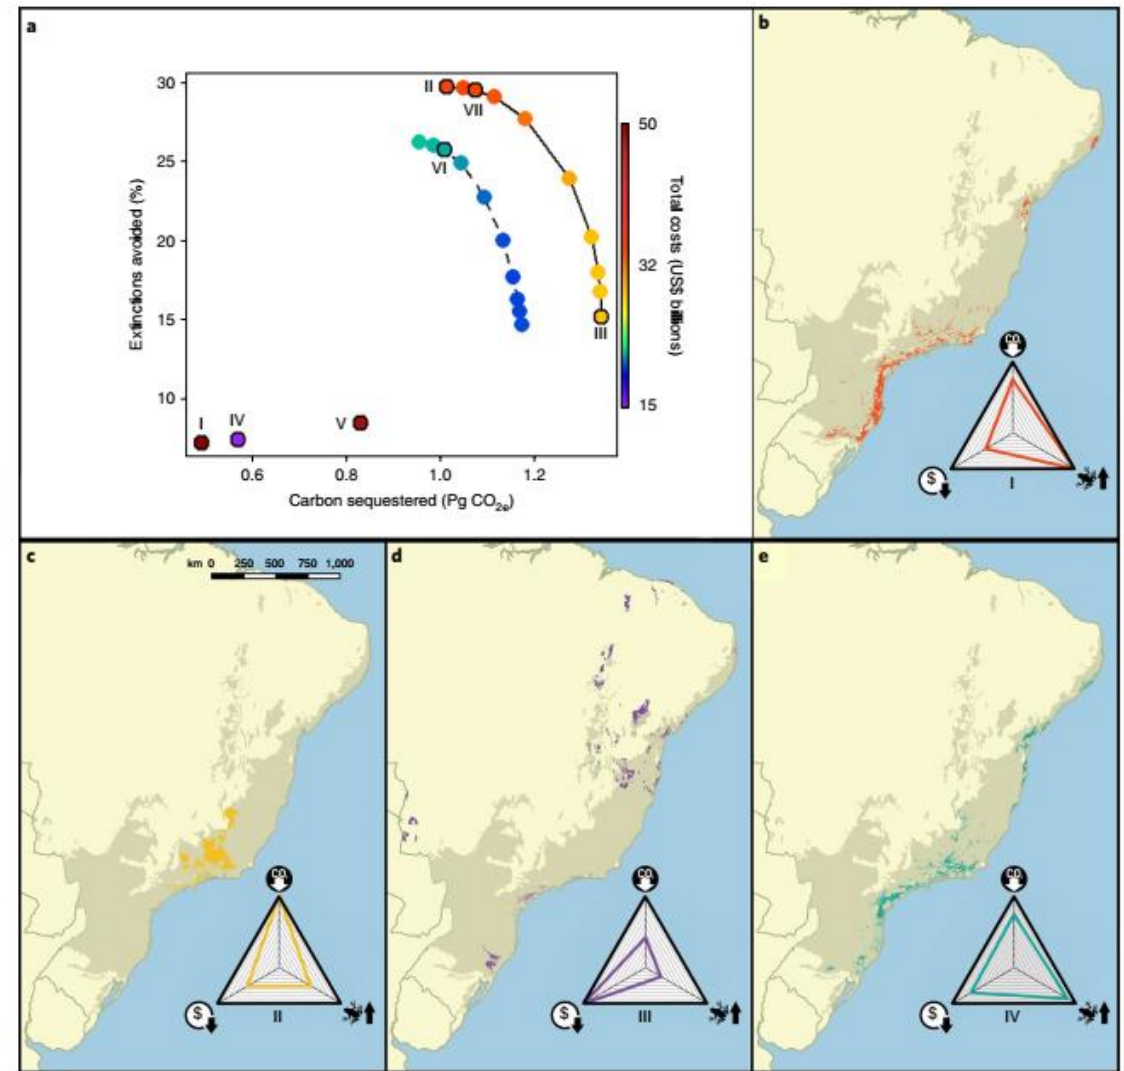 a
30
25
20
15
10
Extinctions avoided (%)
0.6
0.8
1.0
1.2
Carbon sequestered (Pg CO2e)
II
VII
VI
III
I
IV
V
50
32
15
Total costs (US$ billions)
b
CO2
$
I
c
km 0 250 500 750 1,000
CO2
$
II
d
CO2
$
III
e
CO2
$
IV